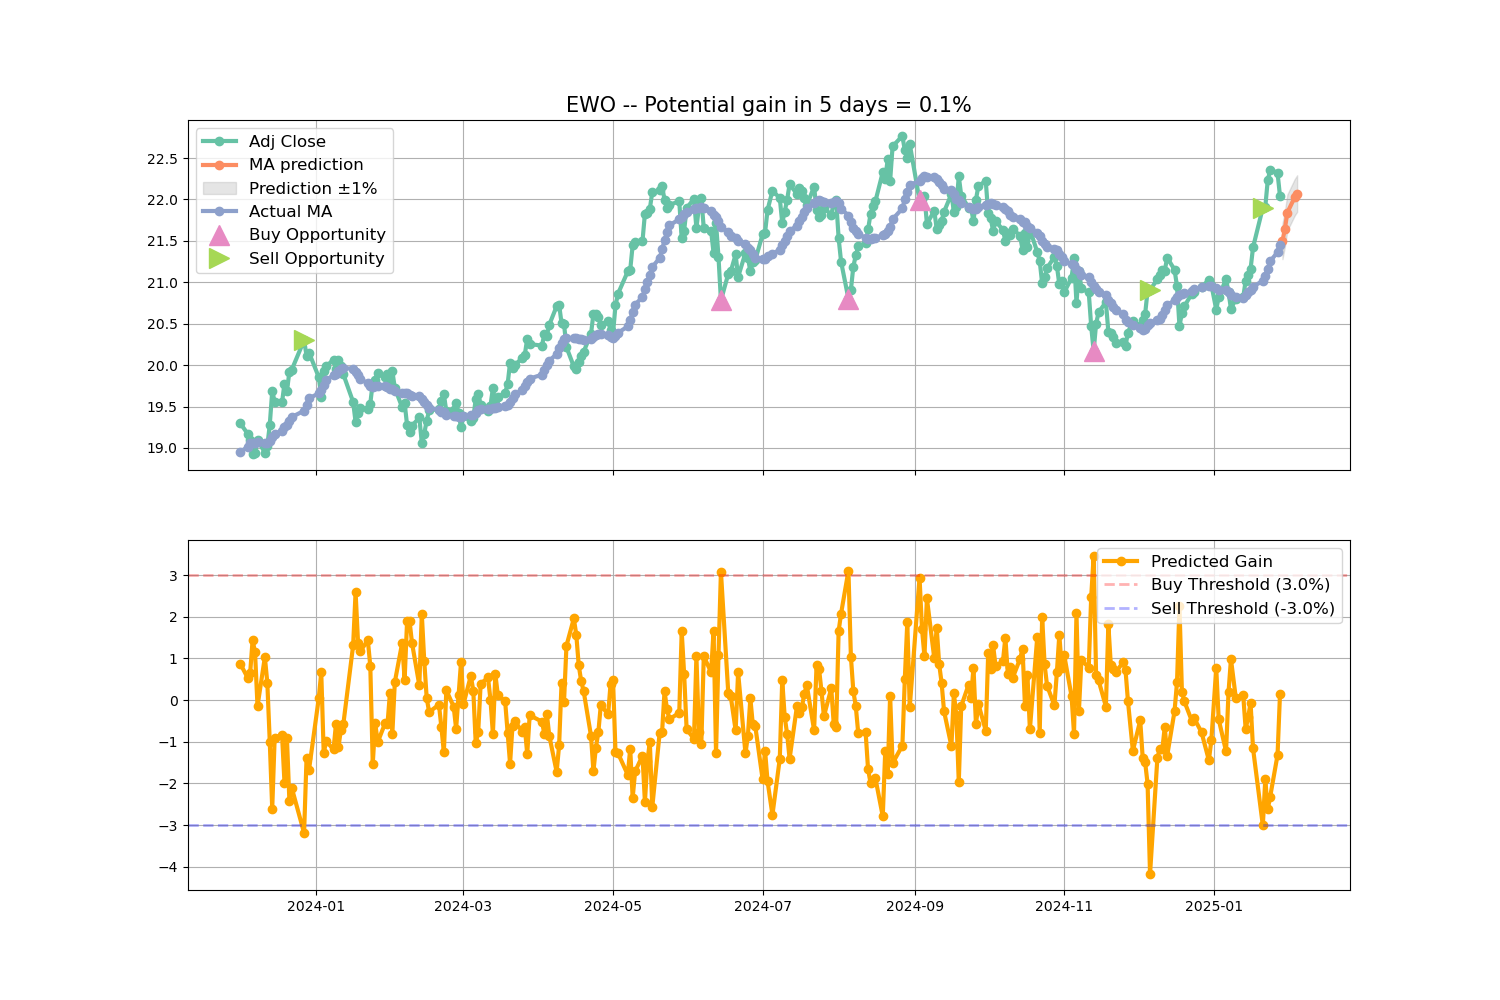 EWO -- Potential gain in 5 days = 0.1%
Adj Close
MA prediction
Prediction ±1%
Actual MA
Buy Opportunity
Sell Opportunity
22.5
22.0
21.5
21.0
20.5
20.0
19.5
19.0
Predicted Gain
Buy Threshold (3.0%)
Sell Threshold (-3.0%)
3
2
1
0
−1
−2
−3
−4
2024-01 2024-03 2024-05 2024-07 2024-09 2024-11 2025-01